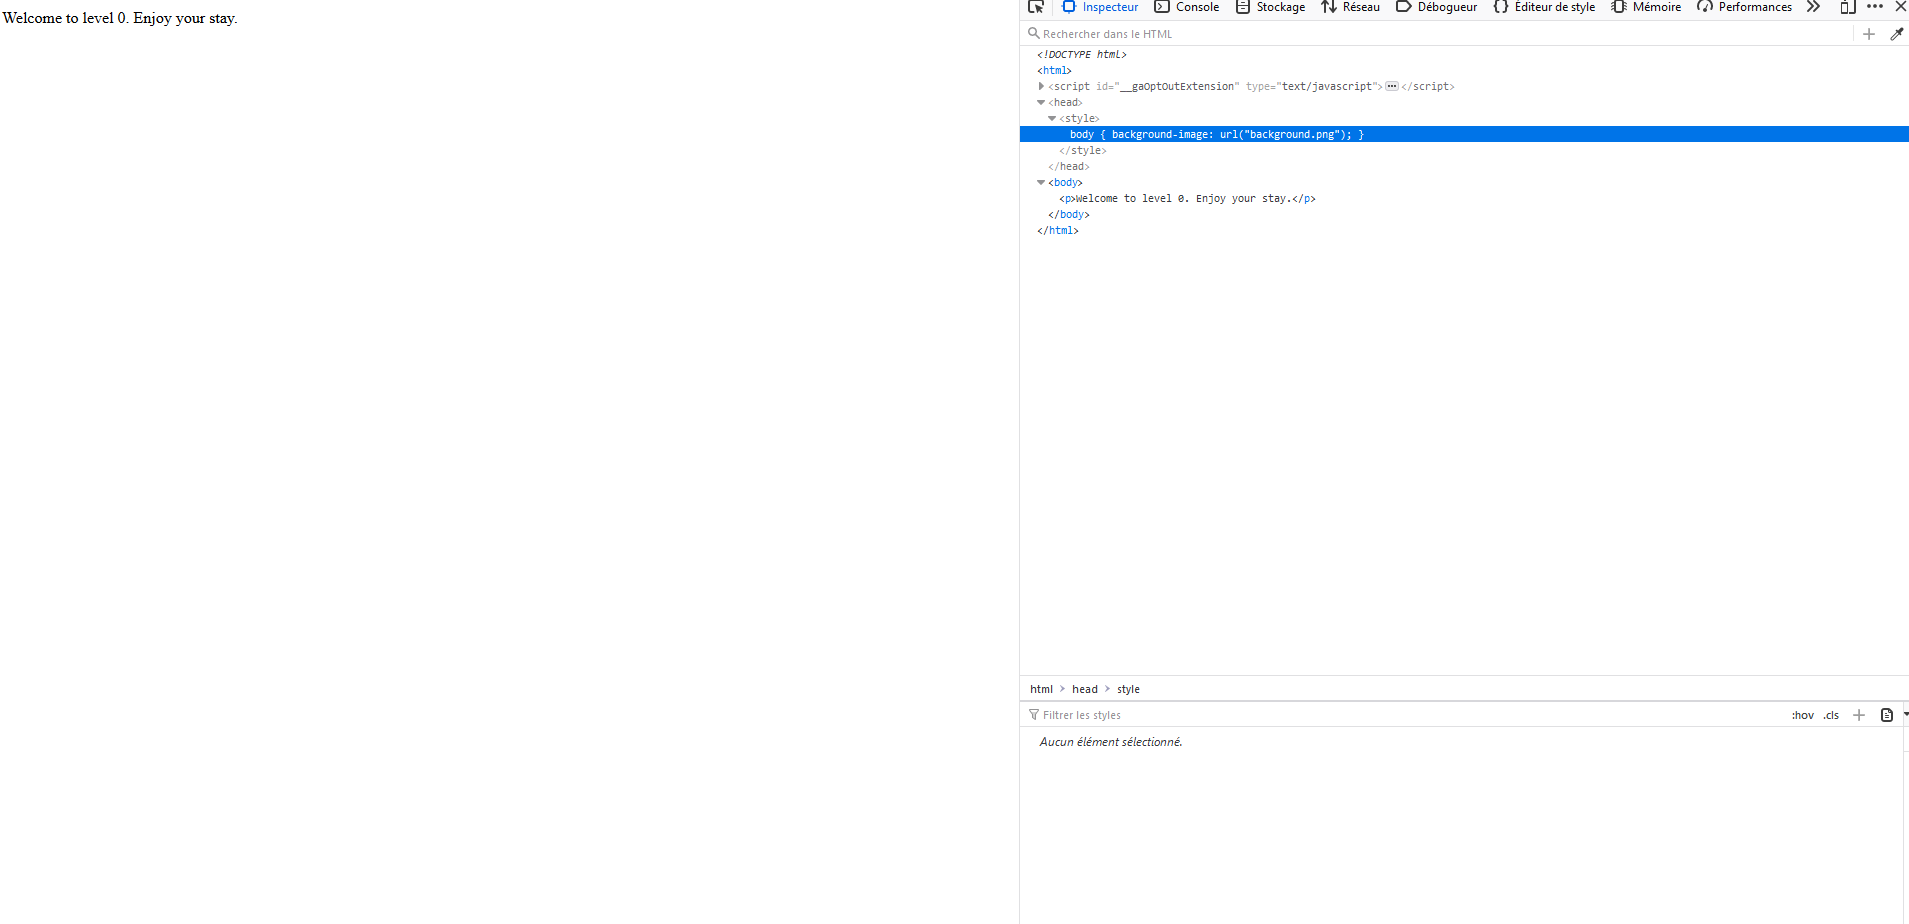 Welcome to level 0. Enjoy your stay.
Inspecteur Console Stockage Réseau Débogueur Éditeur de style Mémoire Performances
Rechercher dans le HTML
<!DOCTYPE html>
<html>
<script id="__gaOptOutExtension" type="text/javascript"></script>
<head>
<style>
body { background-image: url("background.png"); }
</style>
</head>
<body>
<p>Welcome to level 0. Enjoy your stay.</p>
</body>
</html>
html > head > style
Filtrer les styles :hov .cls
Aucun élément sélectionné.